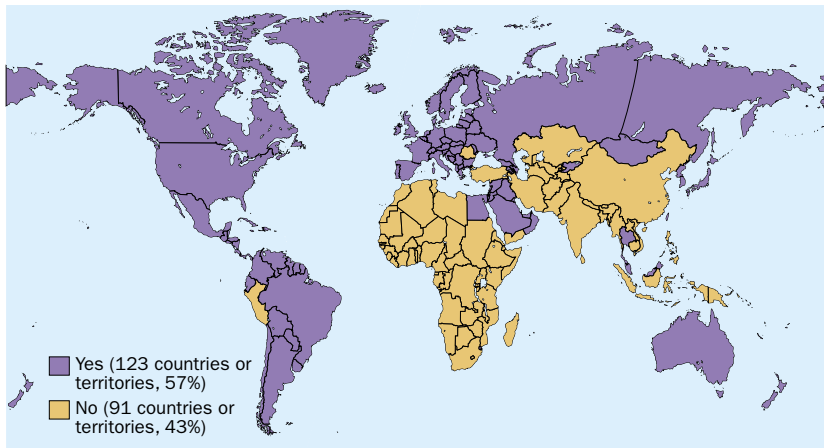 Yes (123 countries or
territories, 57%)
No (91 countries or
territories, 43%)